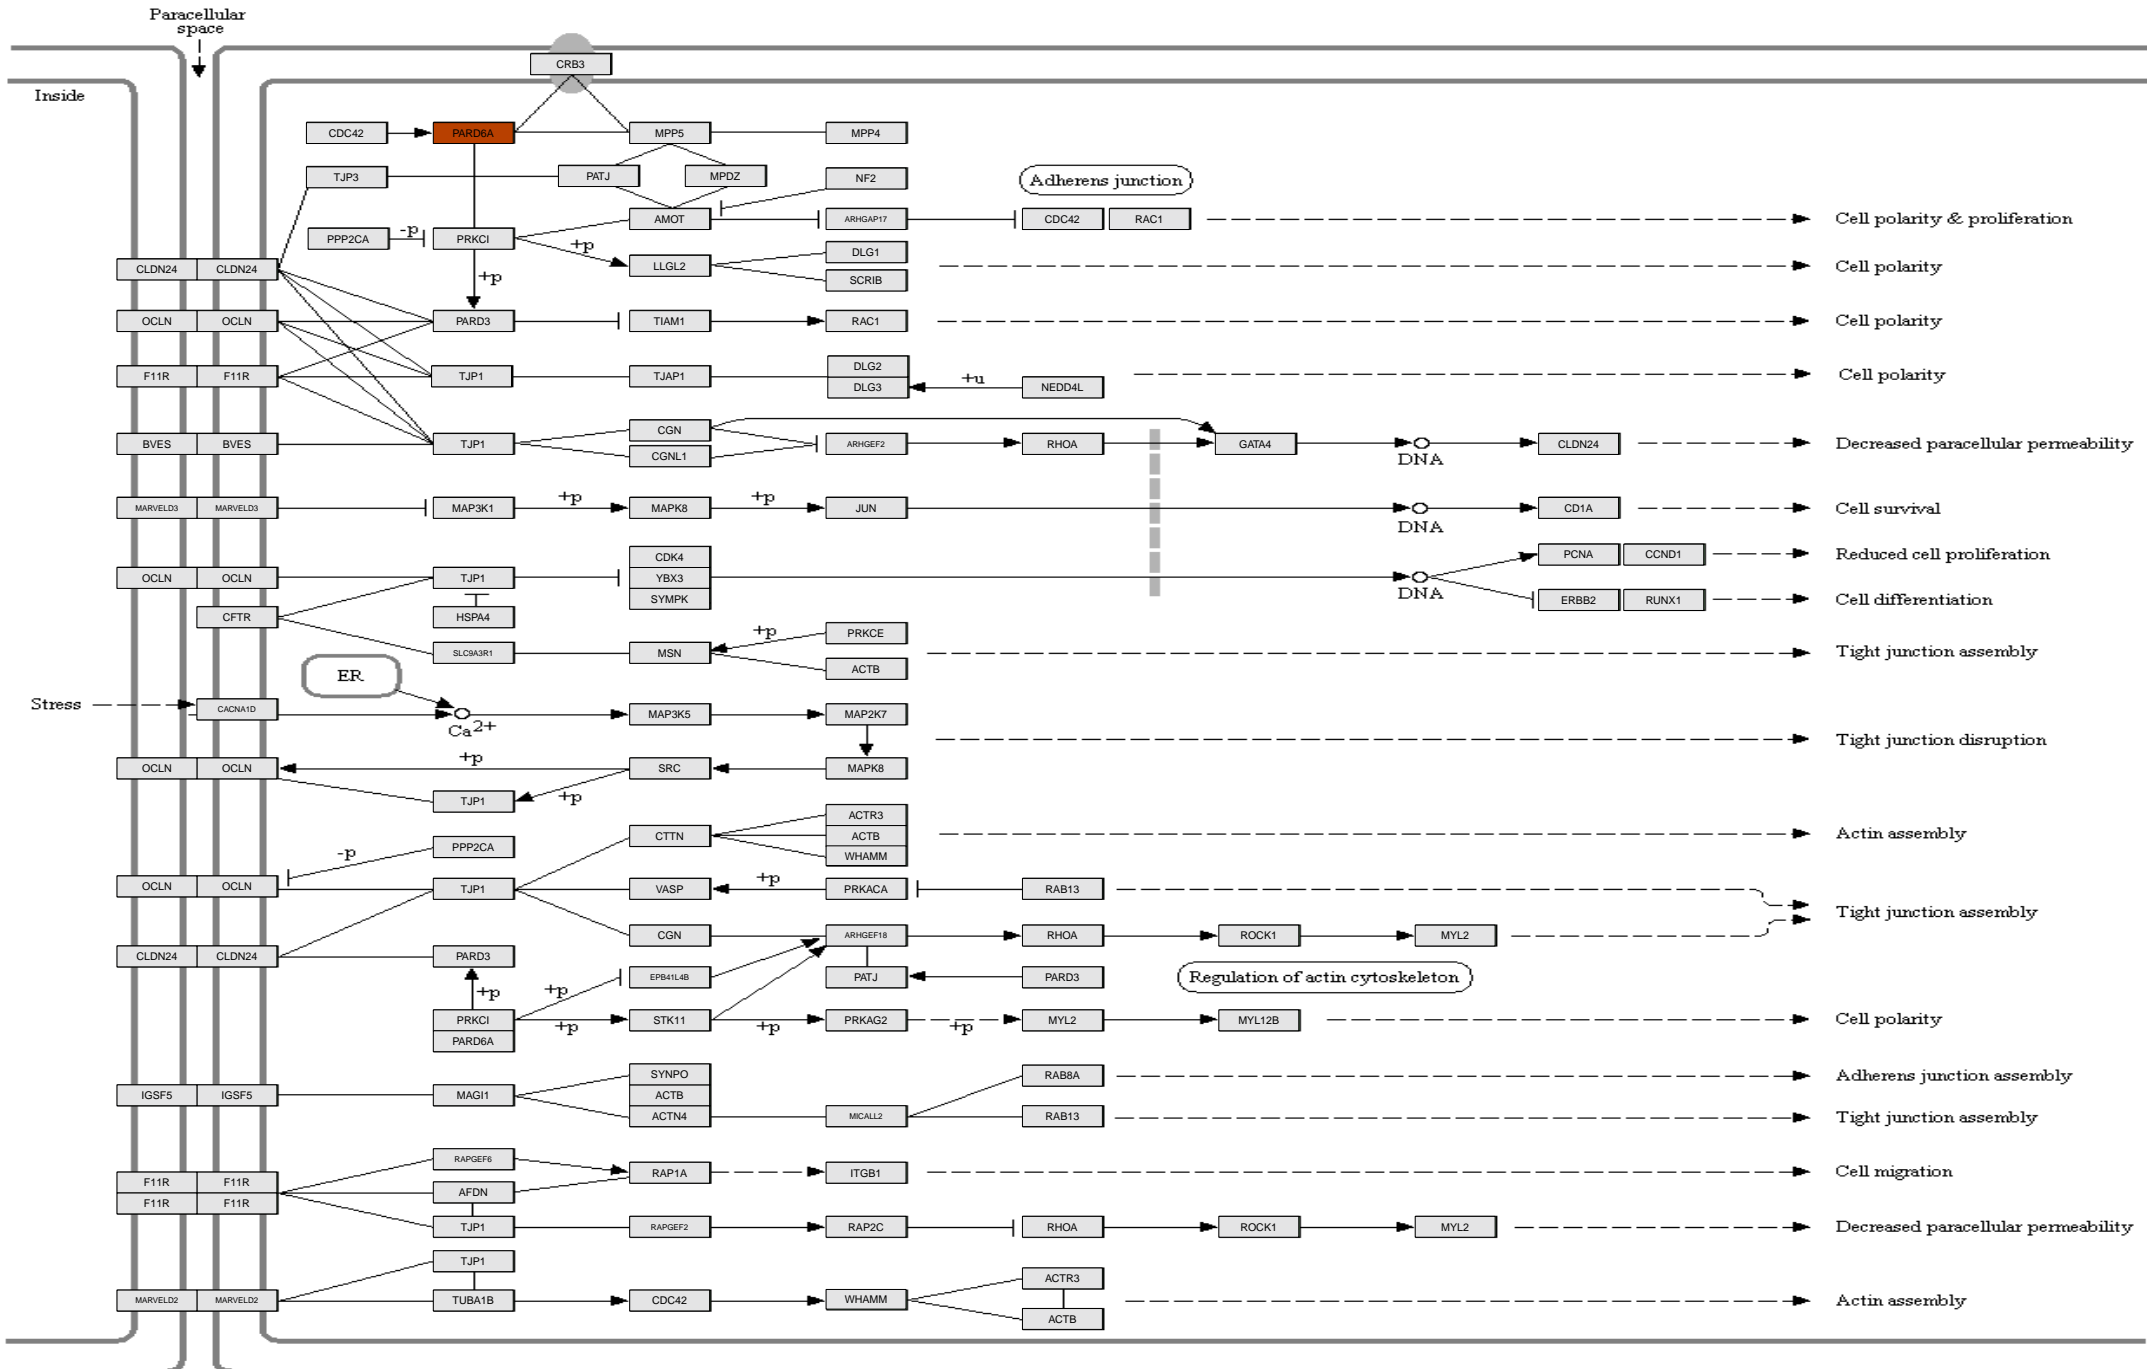 Paracellular
space
CRB3
Inside
CDC42 PARD6A MPP5 MPP4
TJP3 PATJ MPDZ NF2 Adherens junction
AMOT ARHGAP17 CDC42 RAC1 Cell polarity & proliferation
PPP2CA -p PRKCI +p
DLG1
CLDN24 CLDN24 LLGL2 Cell polarity
+p SCRIB
OCLN OCLN PARD3 TIAM1 RAC1 Cell polarity
DLG2
F11R F11R TJP1 TJAP1 Cell polarity
DLG3 +u NEDD4L
CGN
BVES BVES TJP1 ARHGEF2 RHOA GATA4 CLDN24 Decreased paracellular permeability
CGNL1 DNA
MARVELD3 MARVELD3 MAP3K1 +p MAPK8 +p JUN CD1A Cell survival
DNA
CDK4 PCNA CCND1 Reduced cell proliferation
OCLN OCLN TJP1 YBX3
DNA
SYMPK ERBB2 RUNX1 Cell differentiation
CFTR HSPA4
+p PRKCE
SLC9A3R1 MSN Tight junction assembly
ACTB
ER
Stress CACNA1D MAP3K5 MAP2K7
Ca2+
Tight junction disruption
OCLN OCLN +p SRC MAPK8
TJP1 +p
ACTR3
CTTN ACTB Actin assembly
PPP2CA WHAMM
-p
OCLN OCLN TJP1 VASP +p PRKACA RAB13
Tight junction assembly
CGN ARHGEF18 RHOA ROCK1 MYL2
CLDN24 CLDN24 PARD3
EPB41L4B PATJ PARD3 Regulation of actin cytoskeleton
+p +p
PRKCI +p STK11 +p PRKAG2 +p MYL2 MYL12B Cell polarity
PARD6A
SYNPO RAB8A Adherens junction assembly
IGSF5 IGSF5 MAGI1 ACTB
ACTN4 MICALL2 RAB13 Tight junction assembly
RAPGEF6
RAP1A ITGB1 Cell migration
F11R F11R
AFDN
F11R F11R
TJP1 RAPGEF2 RAP2C RHOA ROCK1 MYL2 Decreased paracellular permeability
TJP1
ACTR3
MARVELD2 MARVELD2 TUBA1B CDC42 WHAMM Actin assembly
ACTB